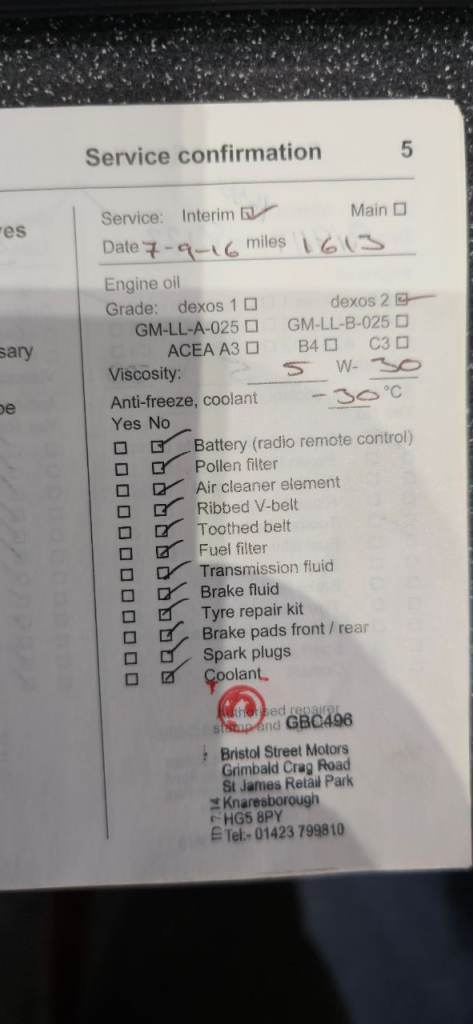 Service confirmation 5
Service: Interim ☑ Main ☐
Date 7-9-16 miles 1613
Engine oil
Grade: dexos 1 ☐ dexos 2 ☑
GM-LL-A-025 ☐ GM-LL-B-025 ☐
ACEA A3 ☐ B4 ☐ C3 ☐
Viscosity: 5 W- 30
Anti-freeze, coolant -30 °C
Yes No
☐ ☑ Battery (radio remote control)
☐ ☑ Pollen filter
☐ ☑ Air cleaner element
☐ ☑ Ribbed V-belt
☐ ☑ Toothed belt
☐ ☑ Fuel filter
☐ ☑ Transmission fluid
☐ ☑ Brake fluid
☐ ☑ Tyre repair kit
☐ ☑ Brake pads front / rear
☐ ☑ Spark plugs
☐ ☑ Coolant
Authorised repairer
stamp and GBC496
Bristol Street Motors
Grimbald Crag Road
St James Retail Park
Knaresborough
HG5 8PY
Tel:- 01423 799810